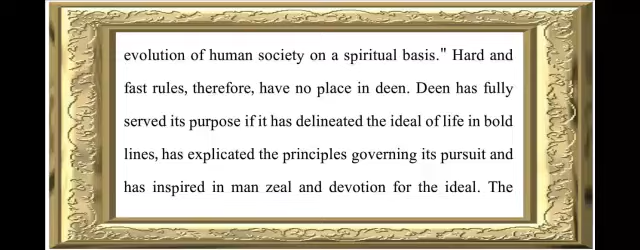 evolution of human society on a spiritual basis." Hard and
fast rules, therefore, have no place in deen. Deen has fully
served its purpose if it has delineated the ideal of life in bold
lines, has explicated the principles governing its pursuit and
has inspired in man zeal and devotion for the ideal. The